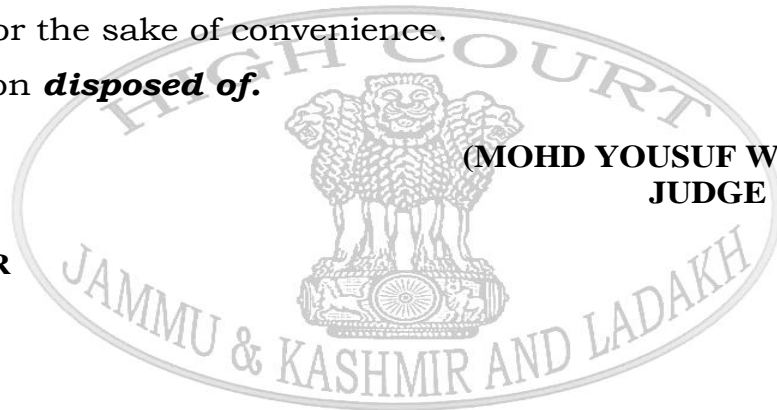 or the sake of convenience.
on disposed of.
HIGH COURT
(MOHD YOUSUF W
JUDGE
R
JAMMU & KASHMIR AND LADAKH